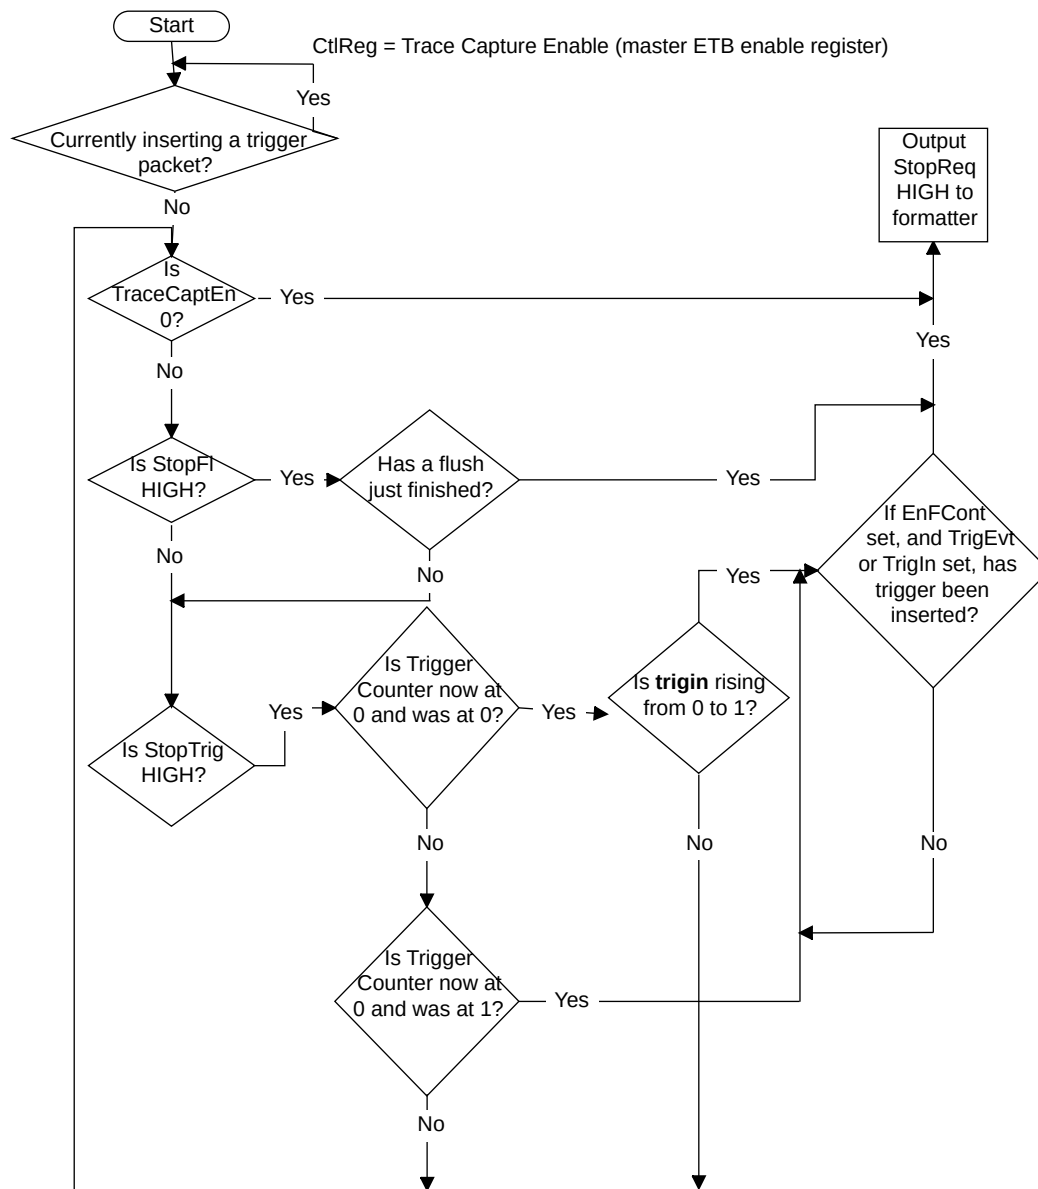 Start
CtlReg = Trace Capture Enable (master ETB enable register)
Yes
Currently inserting a trigger
packet?
No
Output
StopReq
HIGH to
formatter
Is
TraceCaptEn
0?
Yes
Yes
No
Is StopFl
HIGH?
Yes
Has a flush
just finished?
Yes
If EnFCont
set, and TrigEvt
or TrigIn set, has
trigger been
inserted?
No
No
Yes
Is Trigger
Counter now at
0 and was at 0?
Is trigin rising
from 0 to 1?
Yes
Yes
Is StopTrig
HIGH?
No
No
No
Is Trigger
Counter now at
0 and was at 1?
Yes
No